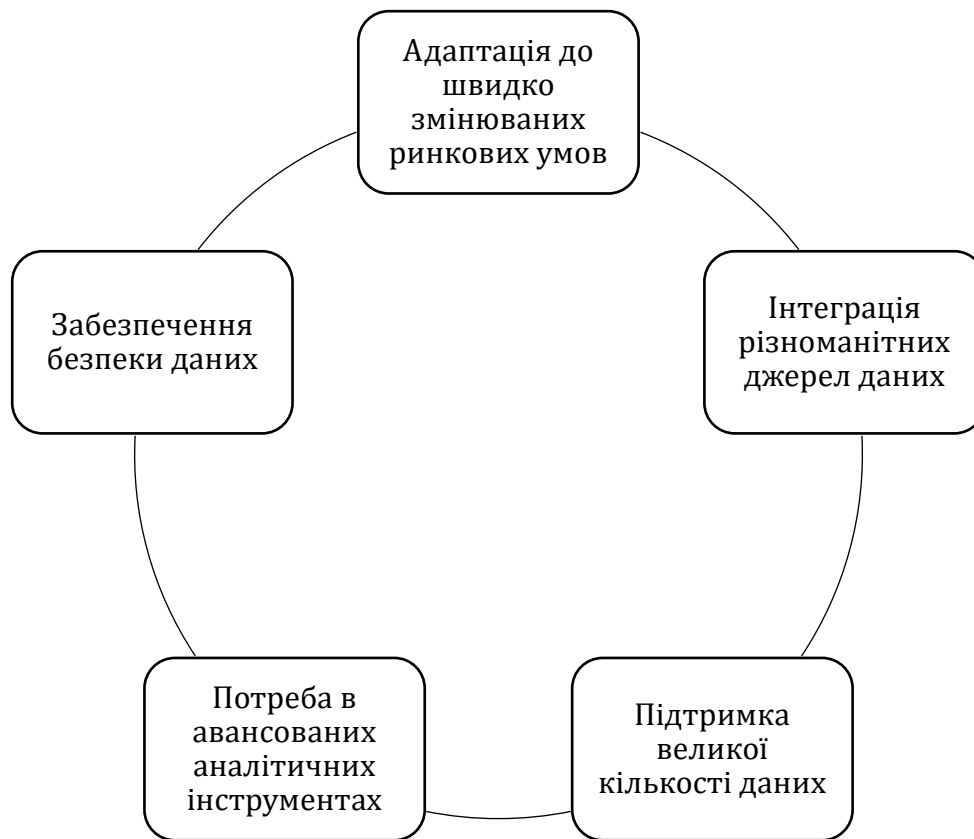 Адаптація до
швидко
змінюваних
ринкових умов
Інтеграція
різноманітних
джерел даних
Підтримка
великої
кількості даних
Потреба в
авансованих
аналітичних
інструментах
Забезпечення
безпеки даних